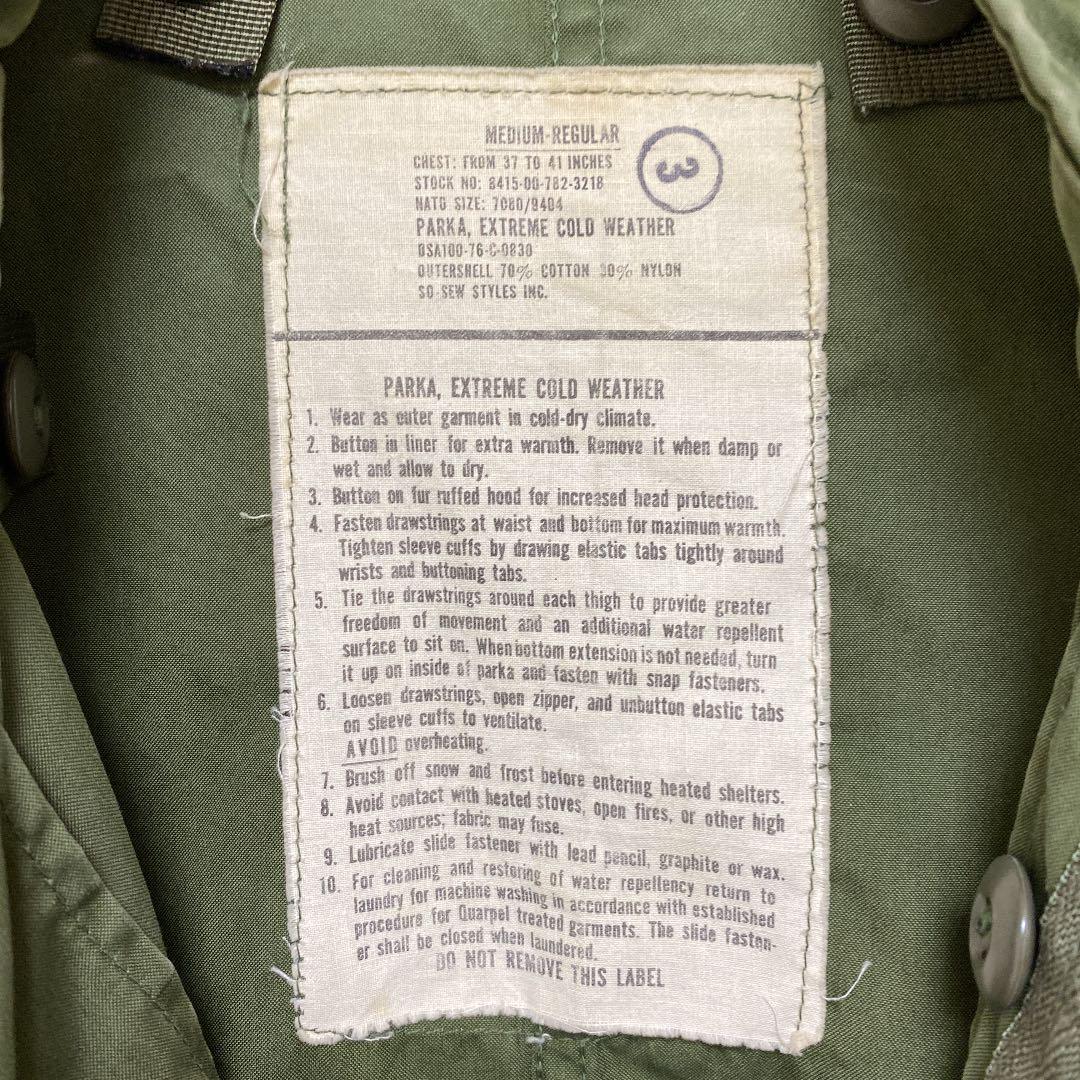 MEDIUM-REGULAR
3
CHEST: FROM 37 TO 41 INCHES
STOCK NO: 8415-00-782-3218
NATO SIZE: 7080/9404
PARKA, EXTREME COLD WEATHER
DSA100-76-C-0830
OUTERSHELL 70% COTTON 30% NYLON
SO-SEW STYLES INC.
PARKA, EXTREME COLD WEATHER
1. Wear as outer garment in cold-dry climate.
2. Button in liner for extra warmth. Remove it when damp or
wet and allow to dry.
3. Button on fur ruffed hood for increased head protection.
4. Fasten drawstrings at waist and bottom for maximum warmth.
Tighten sleeve cuffs by drawing elastic tabs tightly around
wrists and buttoning tabs.
5. Tie the drawstrings around each thigh to provide greater
freedom of movement and an additional water repellent
surface to sit on. When bottom extension is not needed, turn
it up on inside of parka and fasten with snap fasteners.
6. Loosen drawstrings, open zipper, and unbutton elastic tabs
on sleeve cuffs to ventilate.
AVOID overheating.
7. Brush off snow and frost before entering heated shelters.
8. Avoid contact with heated stoves, open fires, or other high
heat sources; fabric may fuse.
9. Lubricate slide fastener with lead pencil, graphite or wax.
10. For cleaning and restoring of water repellency return to
laundry for machine washing in accordance with established
procedure for Quarpel treated garments. The slide fasten-
er shall be closed when laundered.
DO NOT REMOVE THIS LABEL